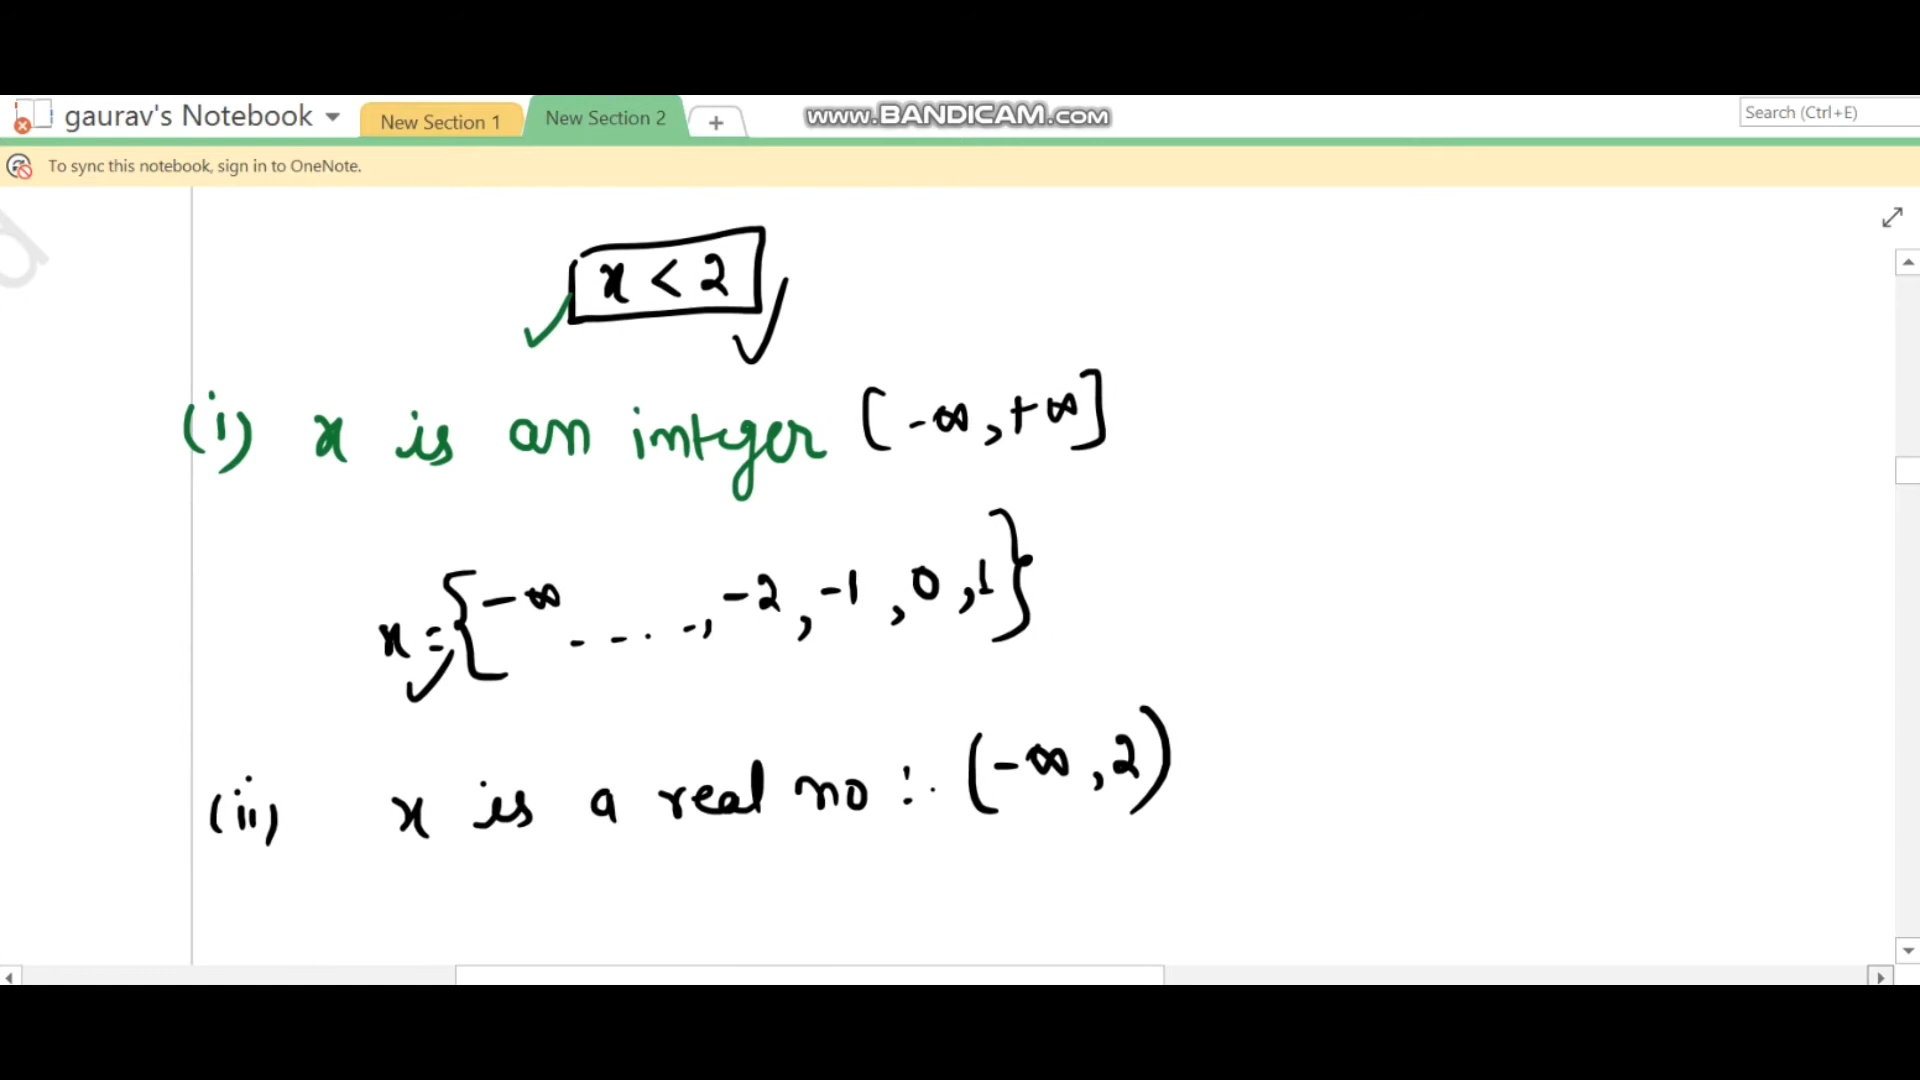 gaurav's Notebook
New Section 1
New Section 2
+
www.BANDICAM.com
Search (Ctrl+E)
To sync this notebook, sign in to OneNote.
x < 2
(i) x is an integer [-∞,+∞]
x = {-∞ ....., -2, -1, 0, 1}
(ii) x is a real no :. (-∞, 2)